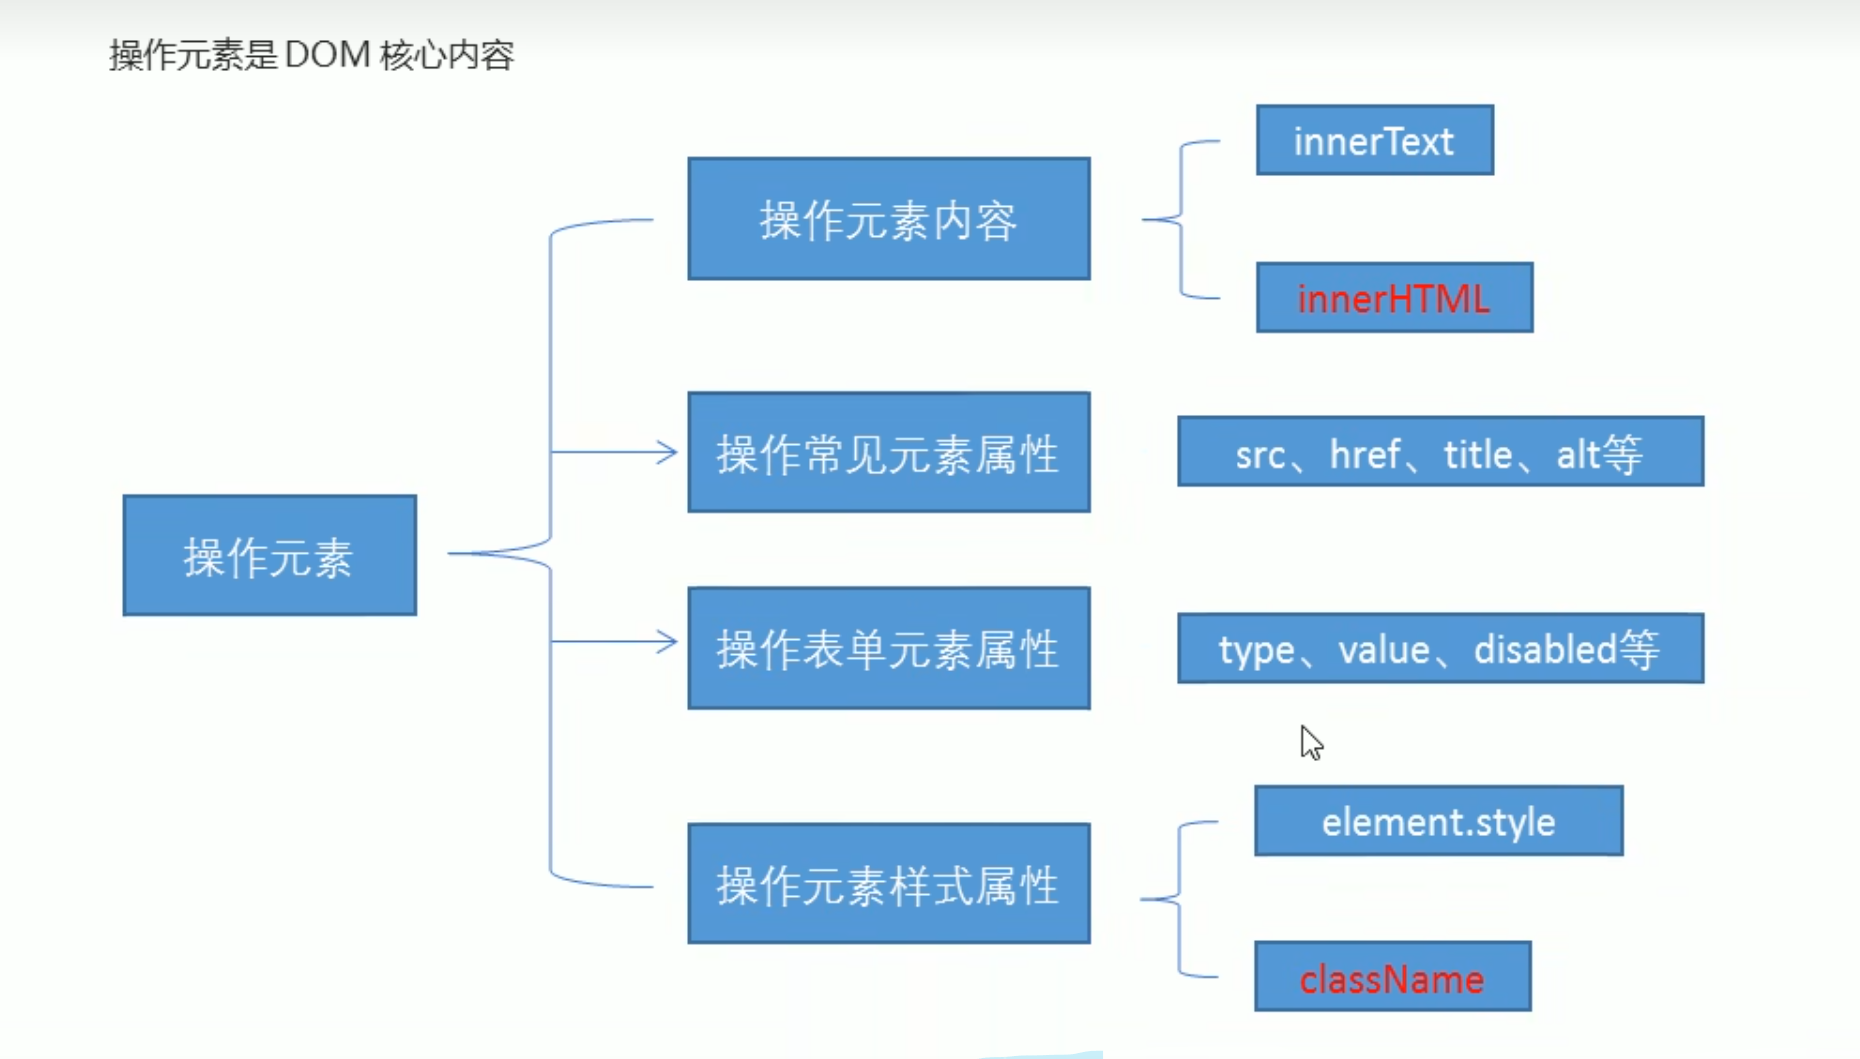 操作元素是 DOM 核心内容
操作元素
操作元素内容
innerText
innerHTML
操作常见元素属性
src、href、title、alt等
操作表单元素属性
type、value、disabled等
操作元素样式属性
element.style
className